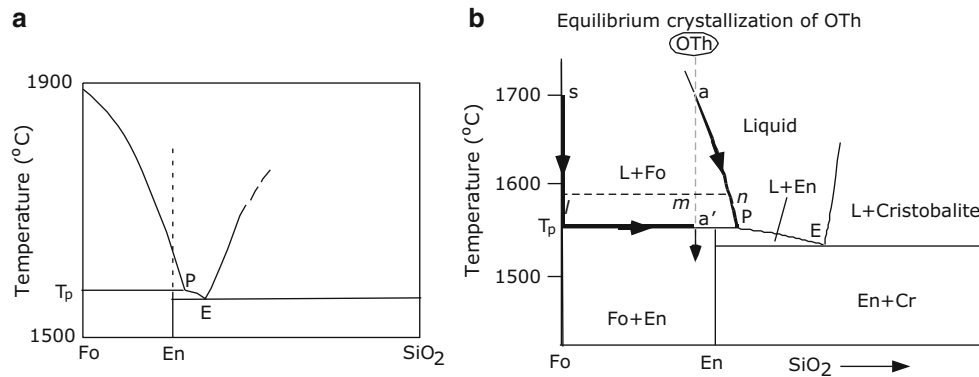 a
1900
Temperature (°C)
P
Tp
E
1500
Fo
En
SiO2
b
Equilibrium crystallization of OTh
OTh
1700
s
a
Liquid
Temperature (°C)
L+Fo
1600
L+En
l
m
n
P
E
L+Cristobalite
Tp
a'
1500
Fo+En
En+Cr
Fo
En
SiO2